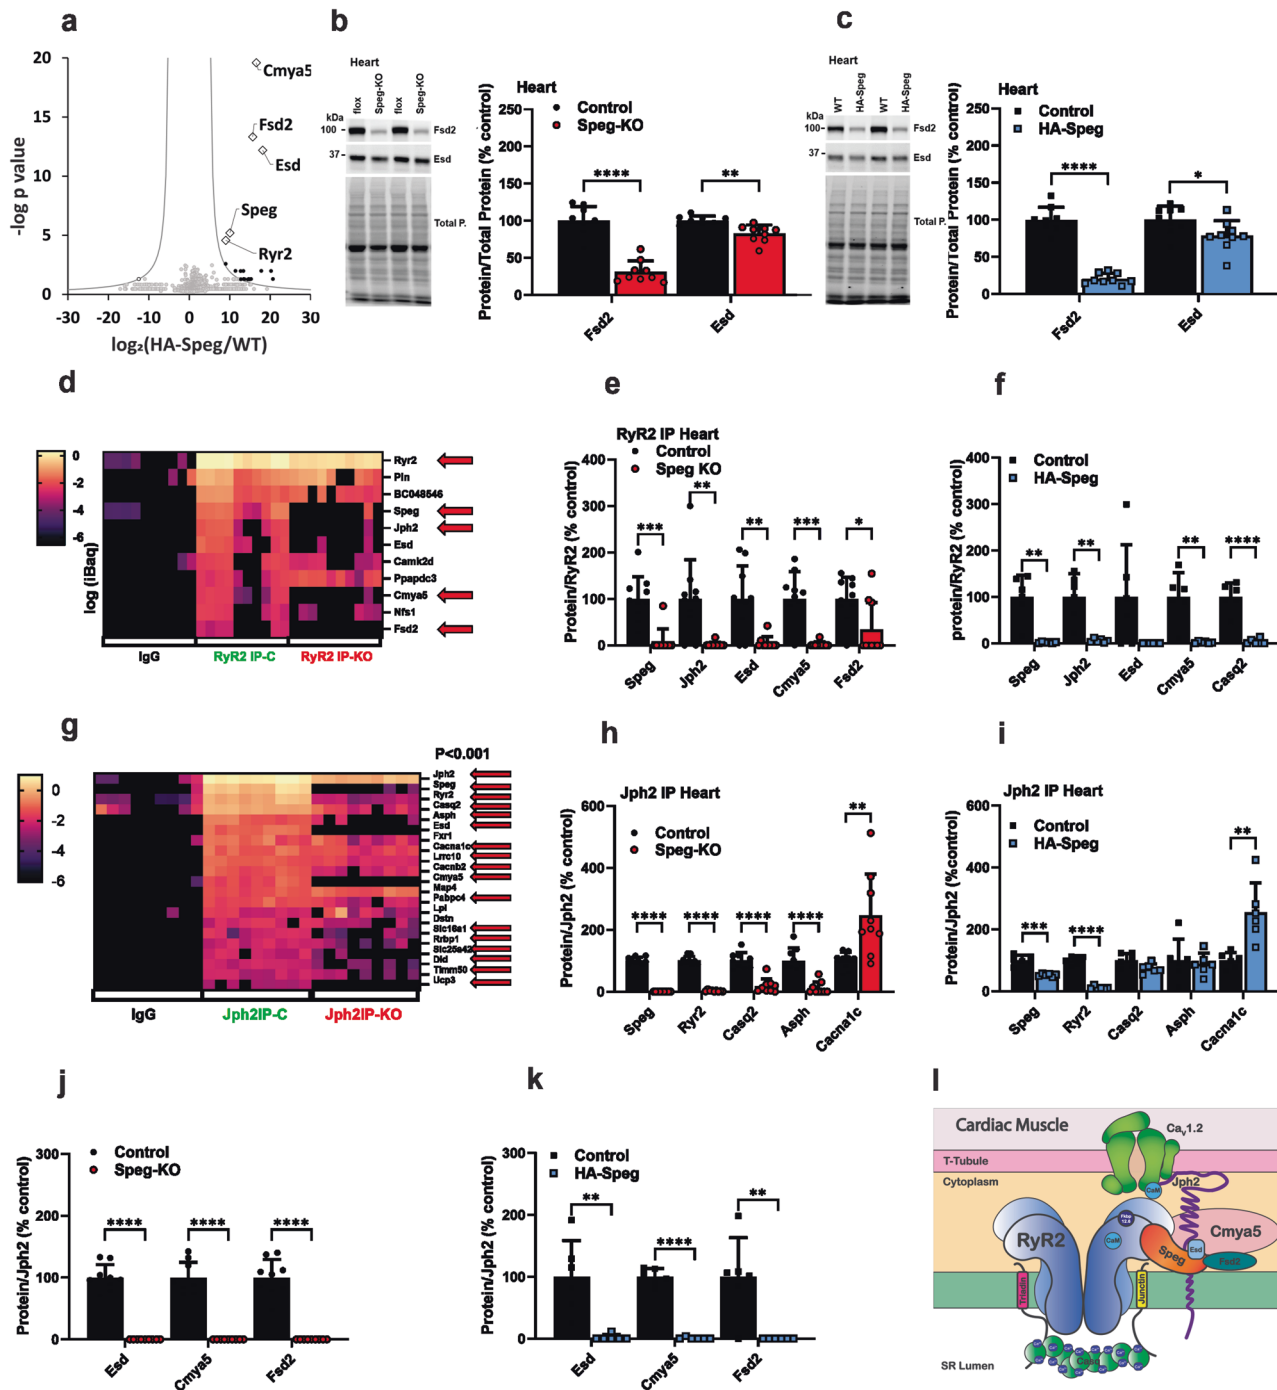 a
20
15
10
5
0
-log p value
-30
-20
-10
0
10
20
30
log₂(HA-Speg/WT)
Cmya5
Fsd2
Esd
Speg
Ryr2
b
Heart
flox
Speg-KO
flox
Speg-KO
kDa
100
Fsd2
37
Esd
Total P.
Heart
Control
Speg-KO
Protein/Total Protein (% control)
250
200
150
100
50
0
****
**
Fsd2
Esd
c
Heart
WT
HA-Speg
WT
HA-Speg
kDa
100
Fsd2
37
Esd
Total P.
Heart
Control
HA-Speg
Protein/Total Protein (% control)
250
200
150
100
50
0
****
*
Fsd2
Esd
d
0
-2
-4
-6
log (iBaq)
Ryr2
Pln
BC048546
Speg
Jph2
Esd
Camk2d
Ppapdc3
Cmya5
Nfs1
Fsd2
IgG
RyR2 IP-C
RyR2 IP-KO
e
RyR2 IP Heart
Control
Speg KO
Protein/RyR2 (% control)
400
300
200
100
0
***
**
**
***
*
Speg
Jph2
Esd
Cmya5
Fsd2
f
Control
HA-Speg
protein/RyR2 (% control)
400
300
200
100
0
**
**
**
****
Speg
Jph2
Esd
Cmya5
Casq2
g
P<0.001
0
-2
-4
-6
Jph2
Speg
Ryr2
Casq2
Asph
Esd
Fxr1
Cacna1c
Lrrc10
Cacnb2
Cmya5
Map4
Pabpc4
Lpl
Dstn
Slc16a1
Rrbp1
Slc25a42
Dld
Timm50
Ucp3
IgG
Jph2IP-C
Jph2IP-KO
h
Jph2 IP Heart
Control
Speg-KO
Protein/Jph2 (% control)
600
400
200
0
****
****
****
****
**
Speg
Ryr2
Casq2
Asph
Cacna1c
i
Jph2 IP Heart
Control
HA-Speg
Protein/Jph2 (%control)
600
400
200
0
***
****
**
Speg
Ryr2
Casq2
Asph
Cacna1c
j
Control
Speg-KO
Protein/Jph2 (% control)
300
200
100
0
****
****
****
Esd
Cmya5
Fsd2
k
Control
HA-Speg
Protein/Jph2 (% control)
300
200
100
0
**
****
**
Esd
Cmya5
Fsd2
l
Cardiac Muscle
Caᵥ1.2
T-Tubule
Cytoplasm
Jph2
CaM
Fkbp
12.6
RyR2
CaM
Cmya5
Speg
Esd
Fsd2
Triadin
Junctin
Casq
SR Lumen